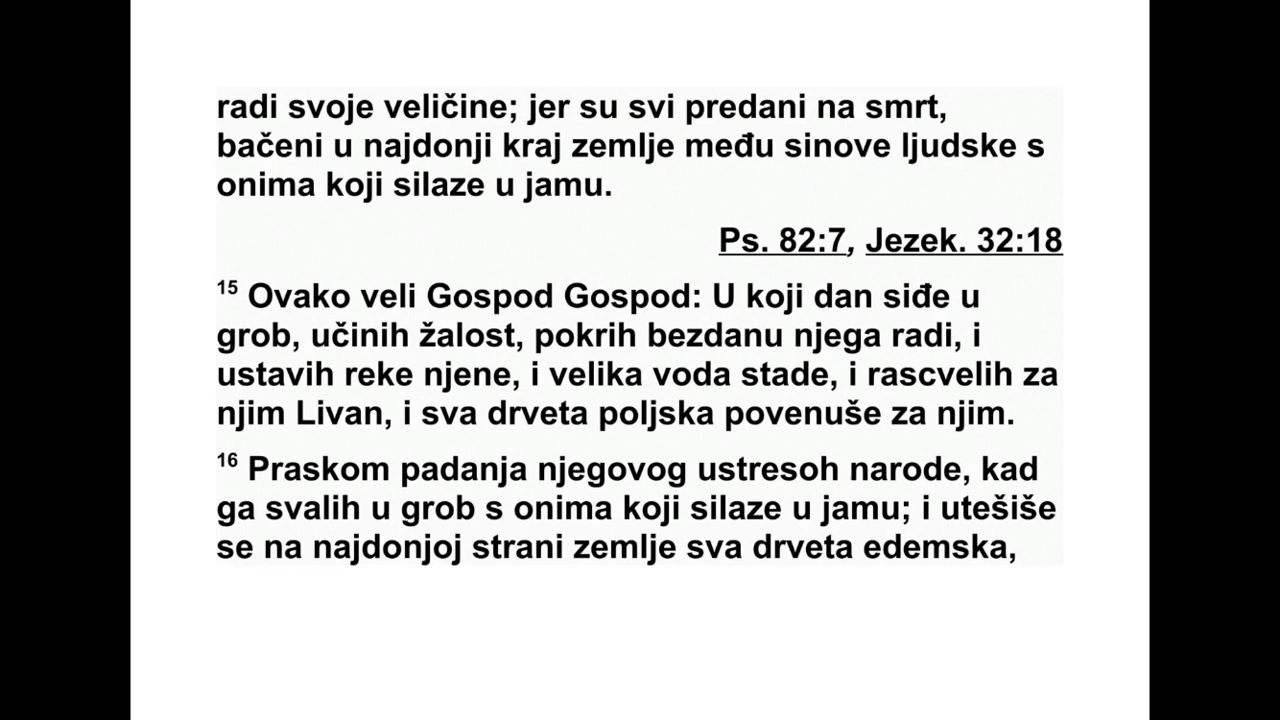 radi svoje veličine; jer su svi predani na smrt,
bačeni u najdonji kraj zemlje među sinove ljudske s
onima koji silaze u jamu.
Ps. 82:7, Jezek. 32:18
15 Ovako veli Gospod Gospod: U koji dan siđe u
grob, učinih žalost, pokrih bezdanu njega radi, i
ustavih reke njene, i velika voda stade, i rascvelih za
njim Livan, i sva drveta poljska povenuše za njim.
16 Praskom padanja njegovog ustresoh narode, kad
ga svalih u grob s onima koji silaze u jamu; i utešiše
se na najdonjoj strani zemlje sva drveta edemska,